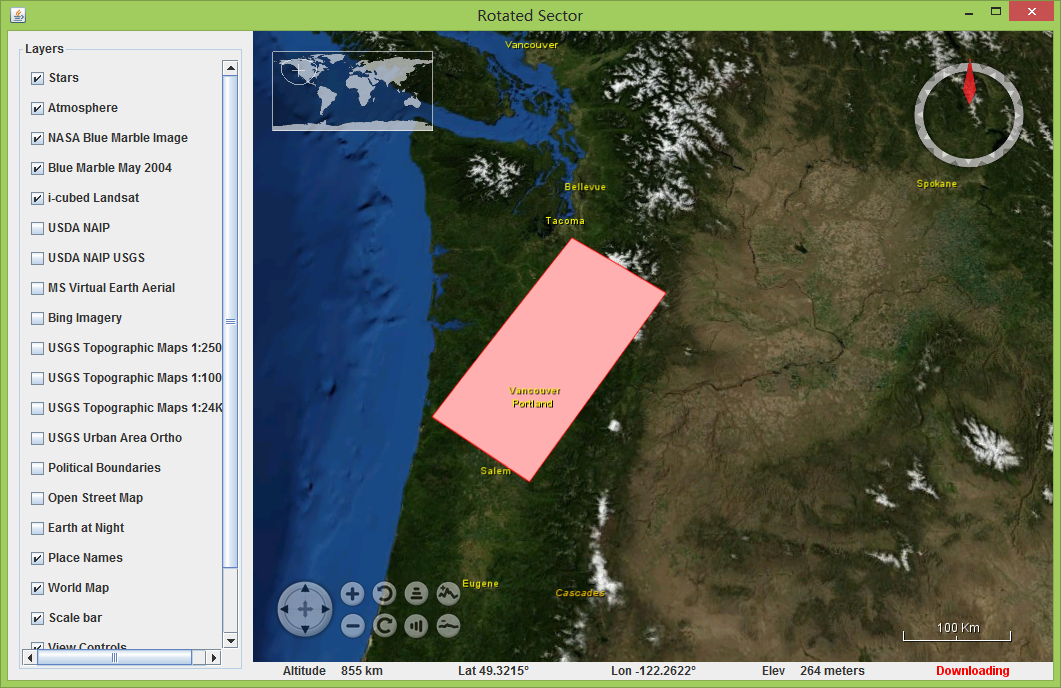 Rotated Sector
Layers
Stars
Atmosphere
NASA Blue Marble Image
Blue Marble May 2004
i-cubed Landsat
USDA NAIP
USDA NAIP USGS
MS Virtual Earth Aerial
Bing Imagery
USGS Topographic Maps 1:250
USGS Topographic Maps 1:100
USGS Topographic Maps 1:24K
USGS Urban Area Ortho
Political Boundaries
Open Street Map
Earth at Night
Place Names
World Map
Scale bar
View Controls
Vancouver
Bellevue
Spokane
Tacoma
Vancouver
Portland
Salem
Eugene
Cascades
100 Km
Altitude 855 km Lat 49.3215° Lon -122.2622° Elev 264 meters Downloading